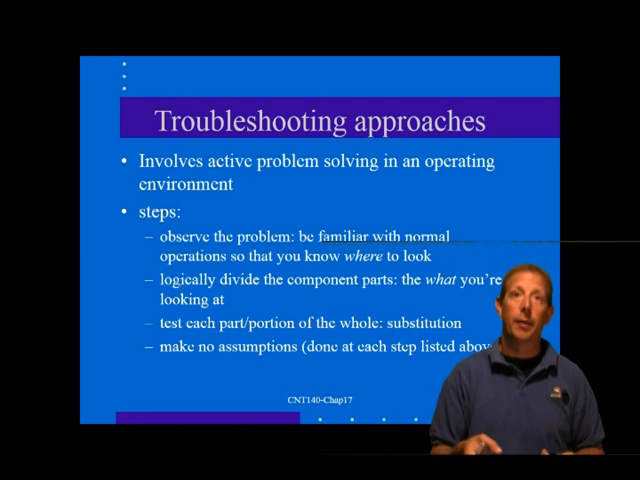 Troubleshooting approaches
• Involves active problem solving in an operating
environment
• steps:
– observe the problem: be familiar with normal
operations so that you know where to look
– logically divide the component parts: the what you're
looking at
– test each part/portion of the whole: substitution
– make no assumptions (done at each step listed abov
CNT140-Chap17